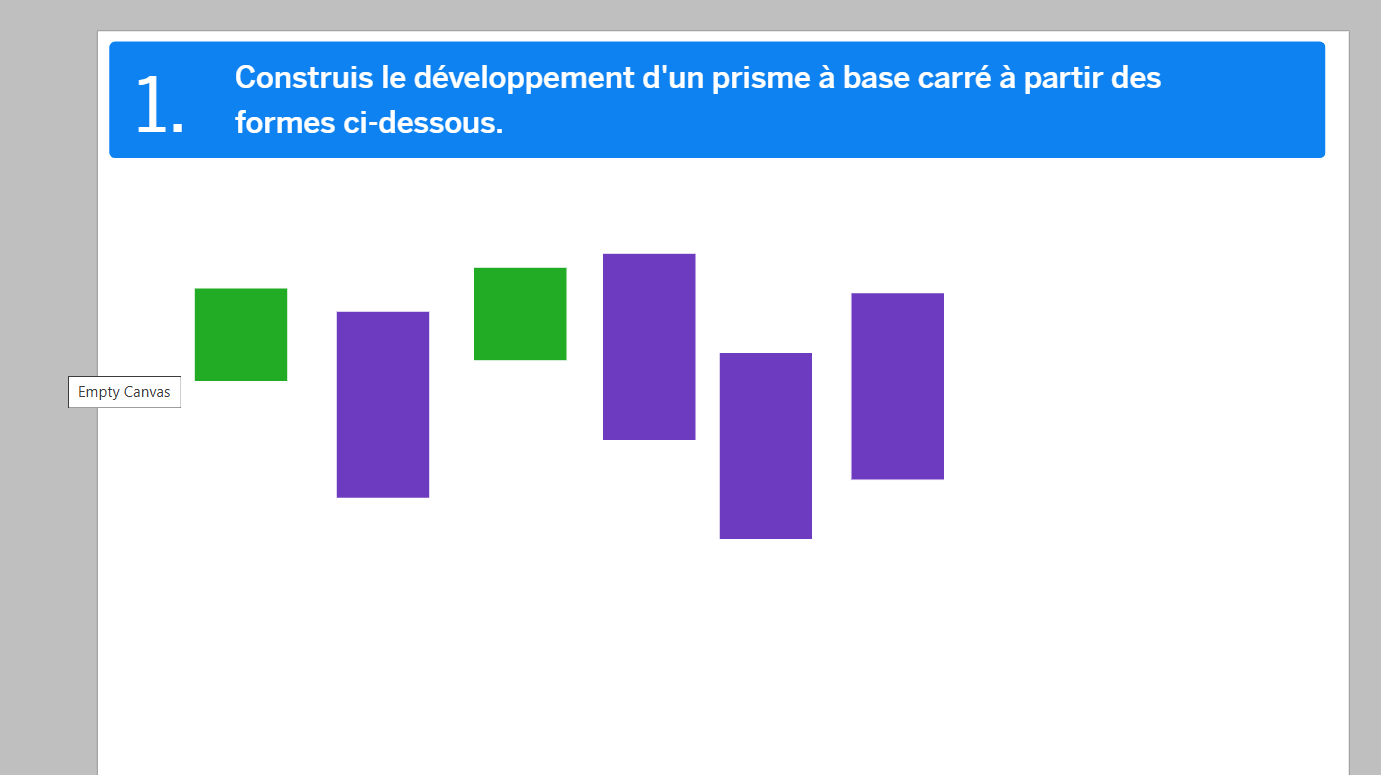 1.
Construis le développement d'un prisme à base carré à partir des
formes ci-dessous.
Empty Canvas